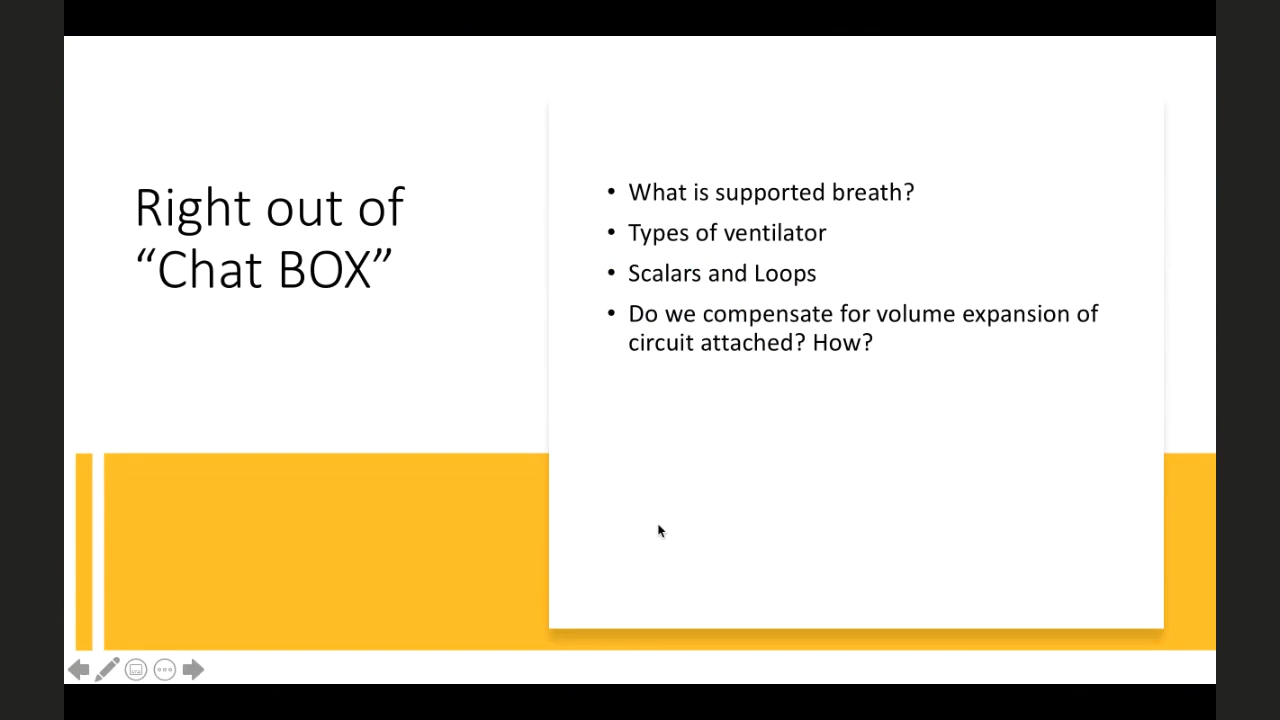 Right out of
“Chat BOX”
• What is supported breath?
• Types of ventilator
• Scalars and Loops
• Do we compensate for volume expansion of
circuit attached? How?